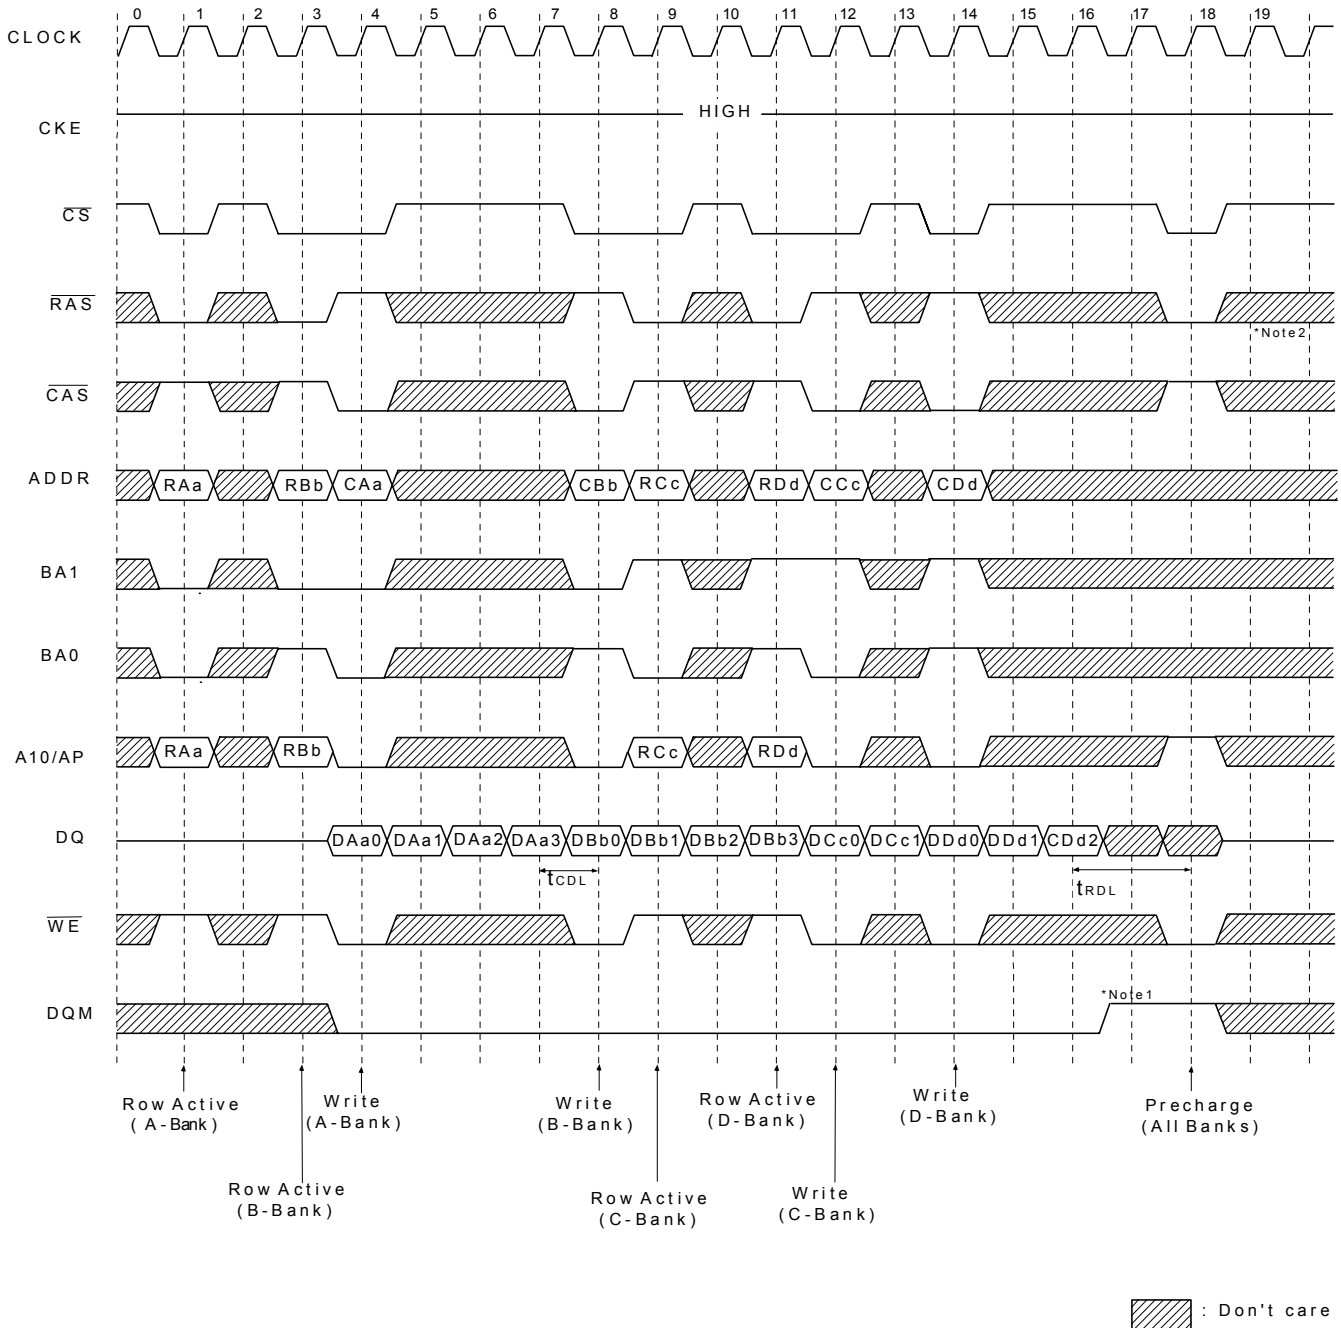 0 1 2 3 4 5 6 7 8 9 10 11 12 13 14 15 16 17 18 19
CLOCK
HIGH
CKE
CS
RAS
*Note2
CAS
ADDR RAa RBb CAa CBb RCc RDd CCc CDd
BA1
BA0
A10/AP RAa RBb RCc RDd
DQ DAa0 DAa1 DAa2 DAa3 DBb0 DBb1 DBb2 DBb3 DCc0 DCc1 DDd0 DDd1 CDd2
tCDL tRDL
WE
*Note1
DQM
Row Active Write Write Row Active Write Precharge
(A-Bank) (A-Bank) (B-Bank) (D-Bank) (D-Bank) (All Banks)
Row Active Row Active Write
(B-Bank) (C-Bank) (C-Bank)
: Don't care